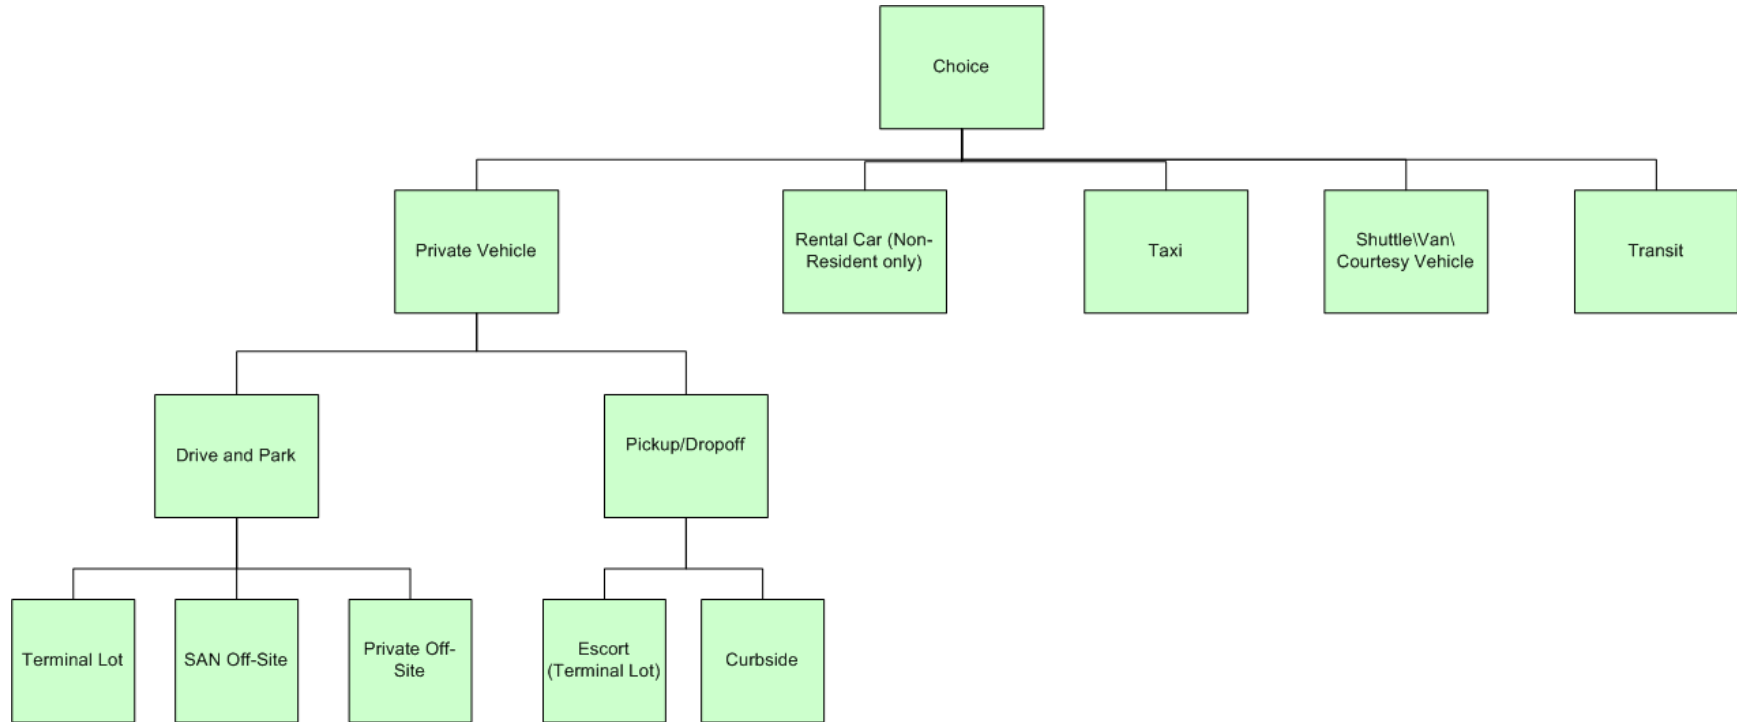 Choice
Private Vehicle
Rental Car (Non-
Resident only)
Taxi
Shuttle\Van\
Courtesy Vehicle
Transit
Drive and Park
Pickup/Dropoff
Terminal Lot
SAN Off-Site
Private Off-
Site
Escort
(Terminal Lot)
Curbside